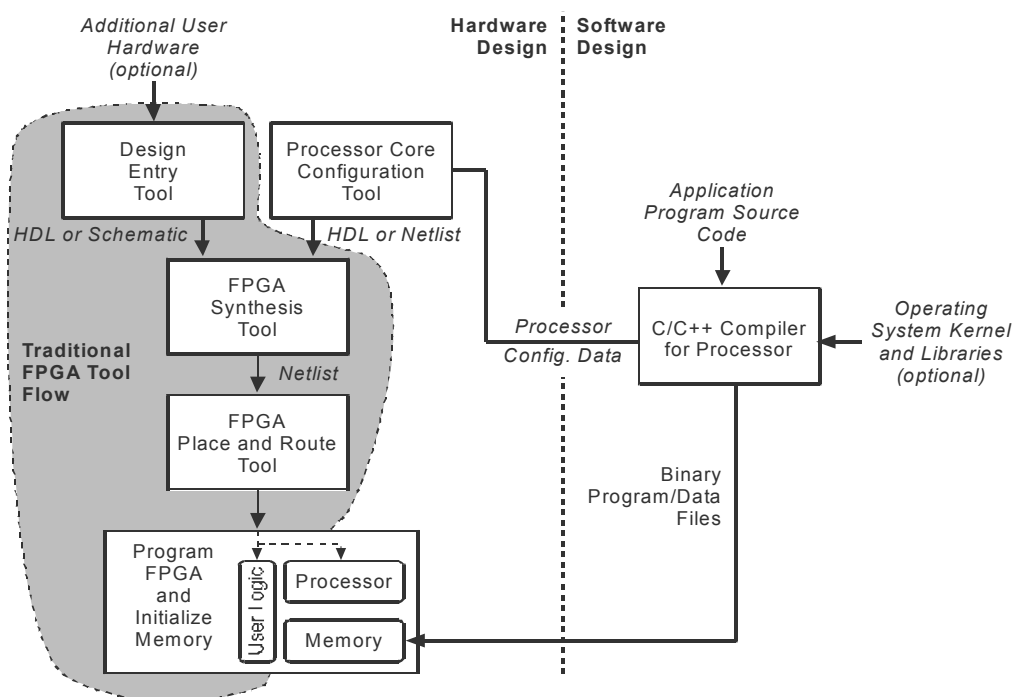 Additional User
Hardware
(optional)
Hardware
Design
Software
Design
Design
Entry
Tool
Processor Core
Configuration
Tool
Application
Program Source
Code
HDL or Schematic
HDL or Netlist
FPGA
Synthesis
Tool
Processor
Config. Data
C/C++ Compiler
for Processor
Operating
System Kernel
and Libraries
(optional)
Traditional
FPGA Tool
Flow
Netlist
FPGA
Place and Route
Tool
Binary
Program/Data
Files
Program
FPGA
and
Initialize
Memory
User Logic
Processor
Memory